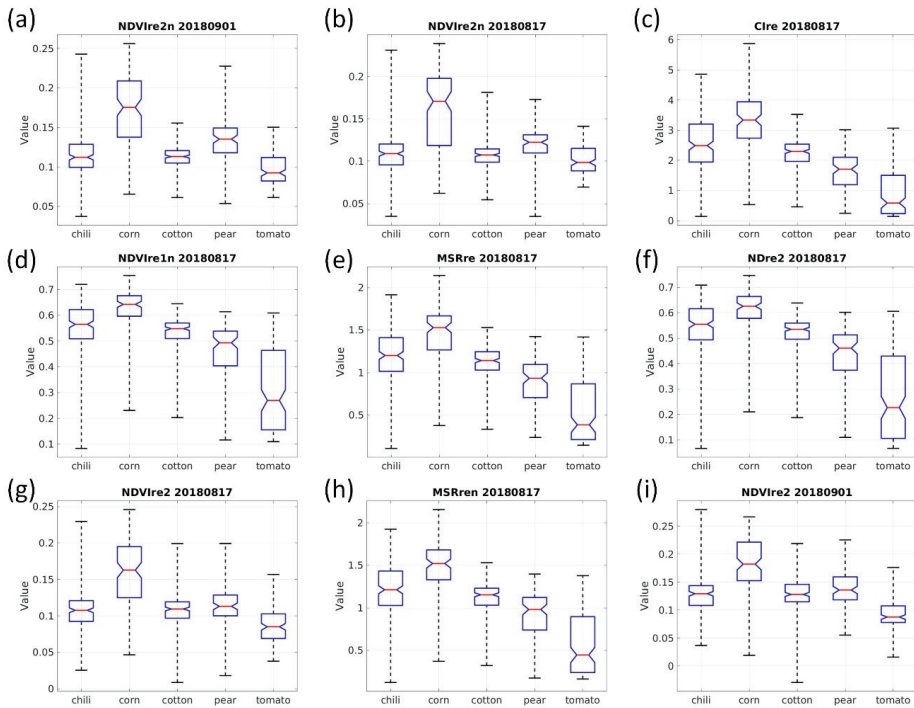 (a)
NDVIre2n 20180901
Value
0.25
0.2
0.15
0.1
0.05
chili corn cotton pear tomato
(b)
NDVIre2n 20180817
Value
0.2
0.15
0.1
0.05
chili corn cotton pear tomato
(c)
CIre 20180817
Value
6
5
4
3
2
1
0
chili corn cotton pear tomato
(d)
NDVIre1n 20180817
Value
0.7
0.6
0.5
0.4
0.3
0.2
0.1
chili corn cotton pear tomato
(e)
MSRre 20180817
Value
2
1.5
1
0.5
chili corn cotton pear tomato
(f)
NDre2 20180817
Value
0.7
0.6
0.5
0.4
0.3
0.2
0.1
chili corn cotton pear tomato
(g)
NDVIre2 20180817
Value
0.25
0.2
0.15
0.1
0.05
0
chili corn cotton pear tomato
(h)
MSRren 20180817
Value
2
1.5
1
0.5
chili corn cotton pear tomato
(i)
NDVIre2 20180901
Value
0.25
0.2
0.15
0.1
0.05
0
chili corn cotton pear tomato